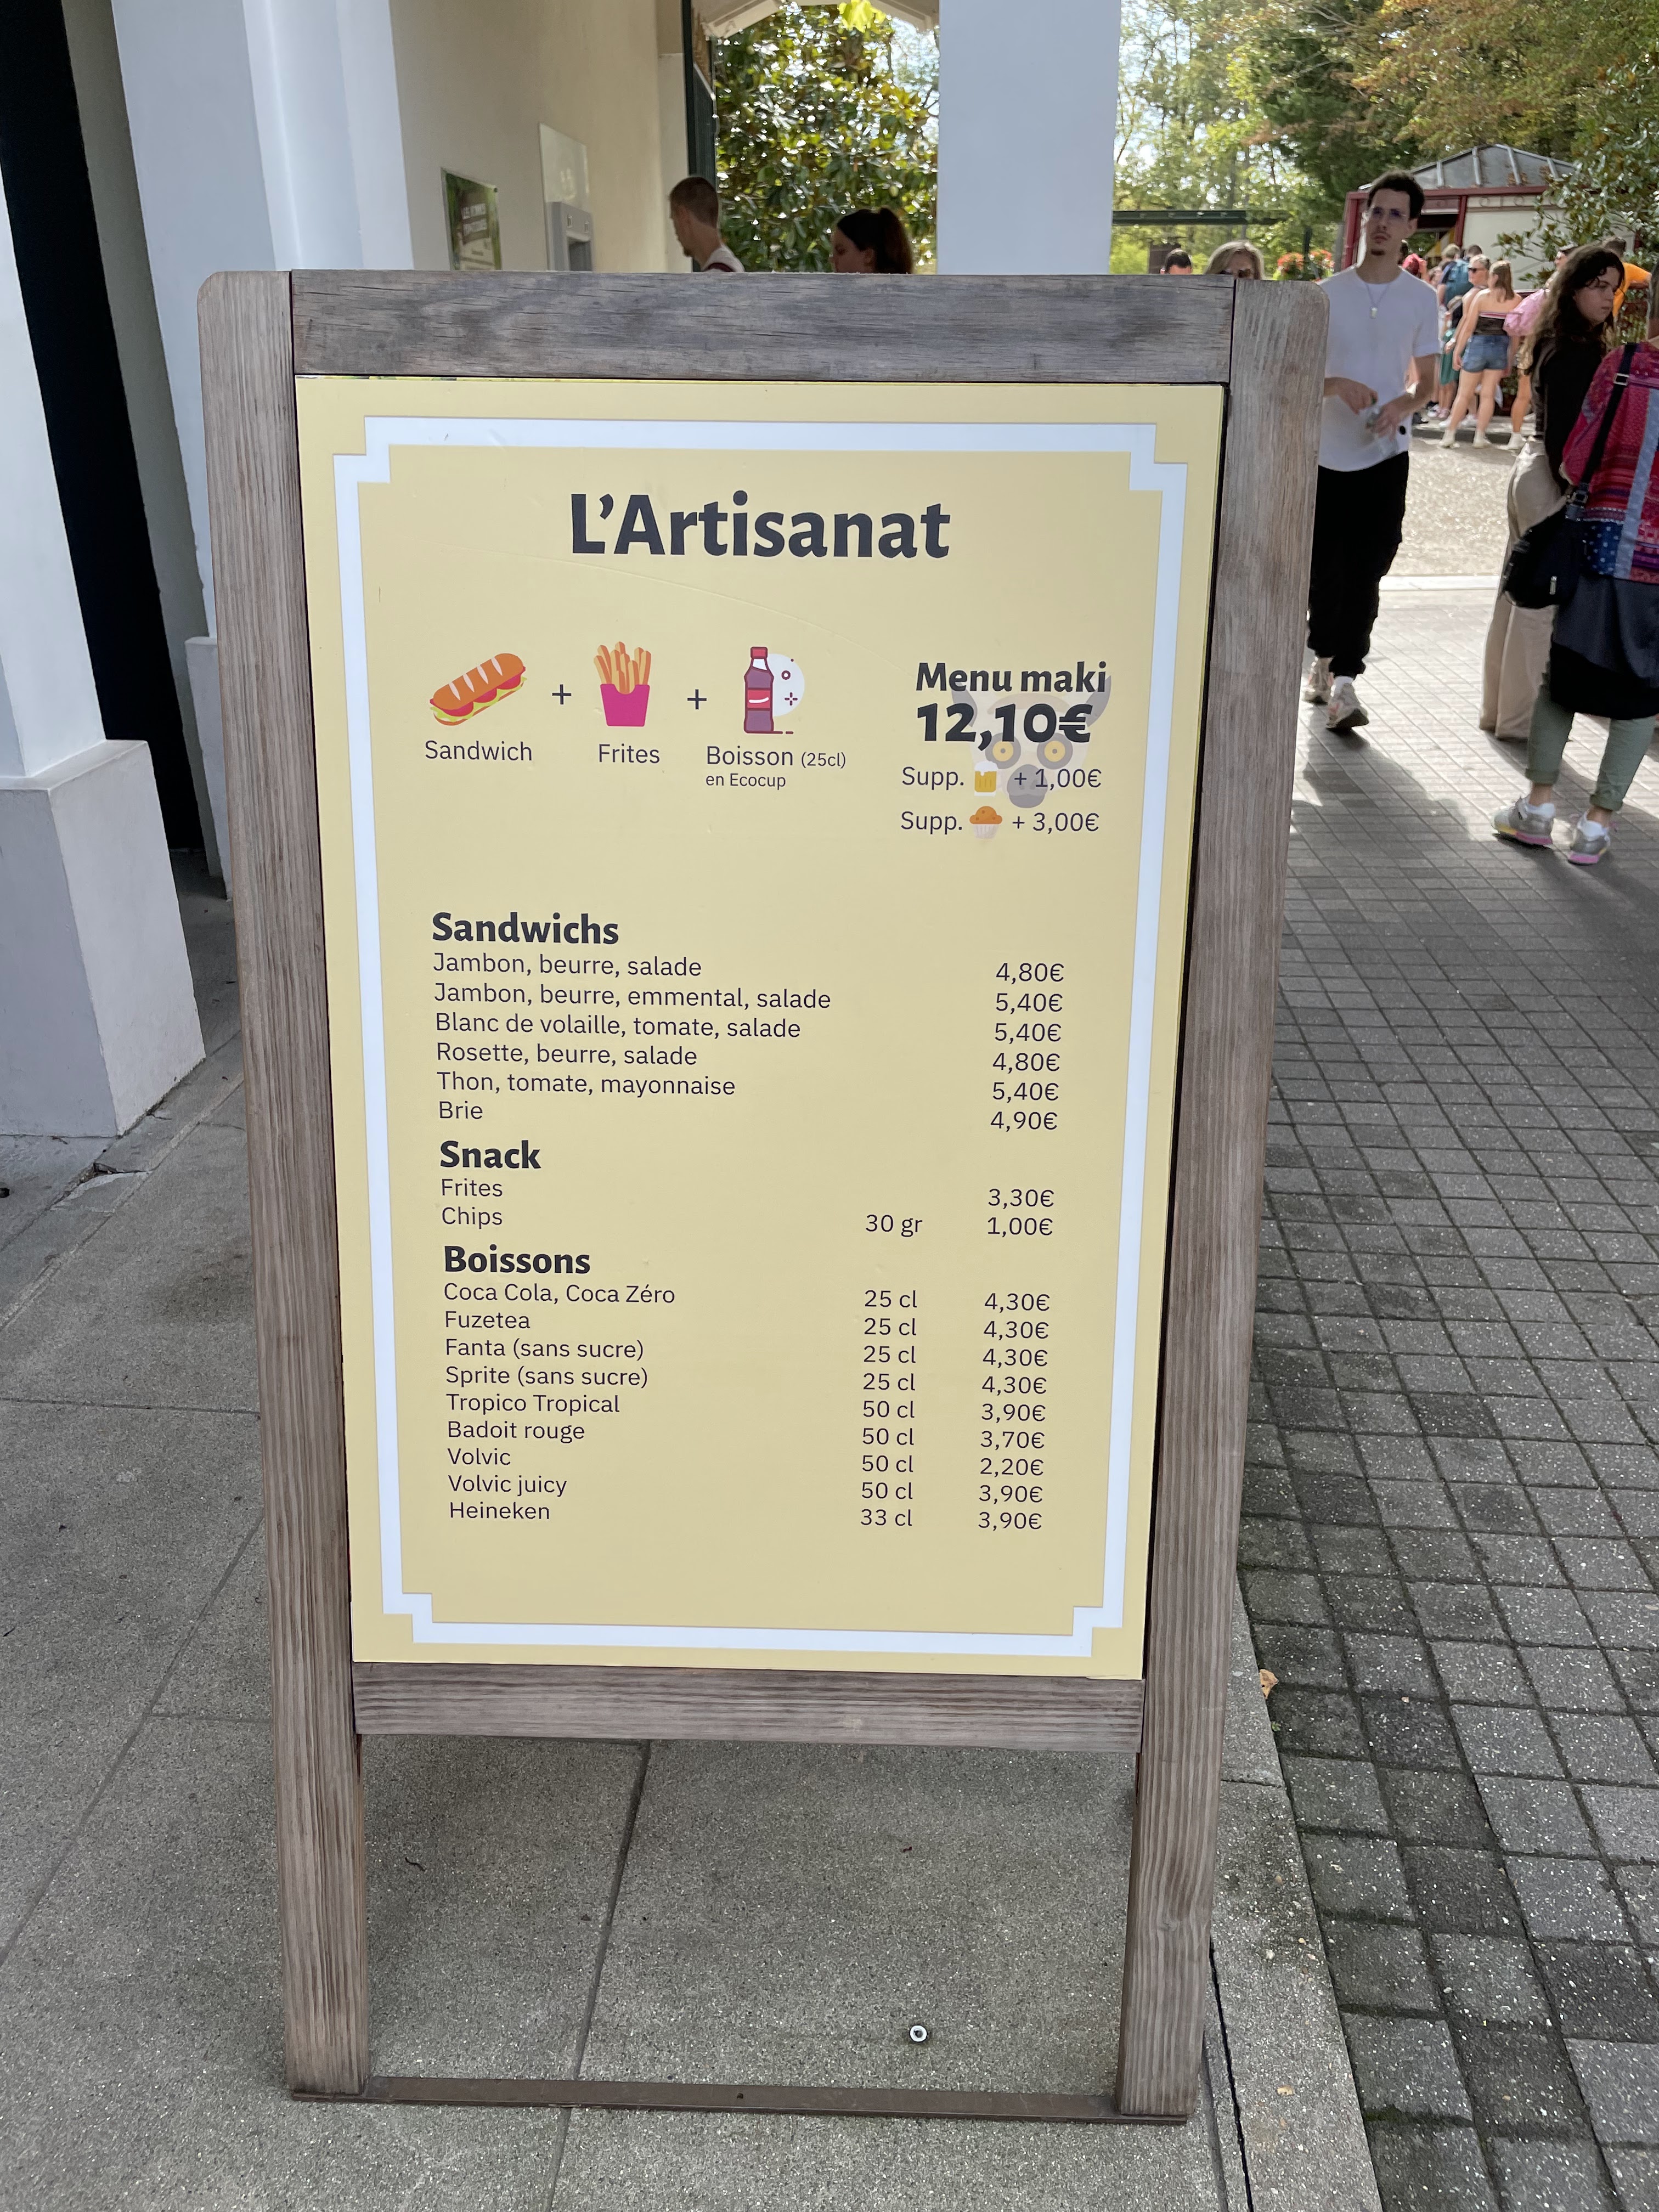 L'Artisanat
Sandwich + Frites + Boisson (25cl)
en Ecocup
Menu maki
12,10€
Supp. + 1,00€
Supp. + 3,00€
Sandwichs
Jambon, beurre, salade 4,80€
Jambon, beurre, emmental, salade 5,40€
Blanc de volaille, tomate, salade 5,40€
Rosette, beurre, salade 4,80€
Thon, tomate, mayonnaise 5,40€
Brie 4,90€
Snack
Frites 3,30€
Chips 30 gr 1,00€
Boissons
Coca Cola, Coca Zéro 25 cl 4,30€
Fuzetea 25 cl 4,30€
Fanta (sans sucre) 25 cl 4,30€
Sprite (sans sucre) 25 cl 4,30€
Tropico Tropical 50 cl 3,90€
Badoit rouge 50 cl 3,70€
Volvic 50 cl 2,20€
Volvic juicy 50 cl 3,90€
Heineken 33 cl 3,90€